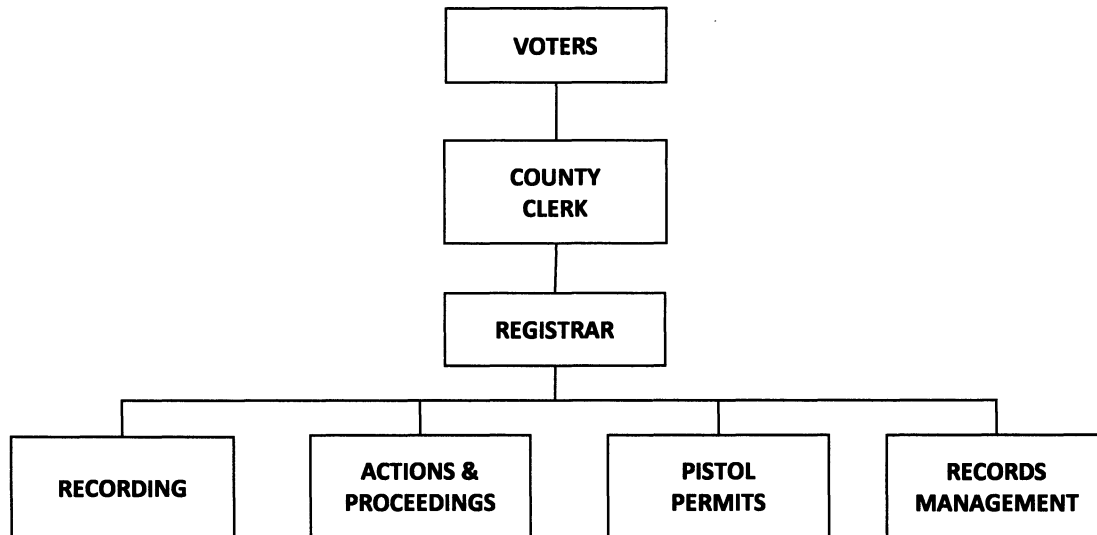 VOTERS
COUNTY
CLERK
REGISTRAR
RECORDING
ACTIONS &
PROCEEDINGS
PISTOL
PERMITS
RECORDS
MANAGEMENT